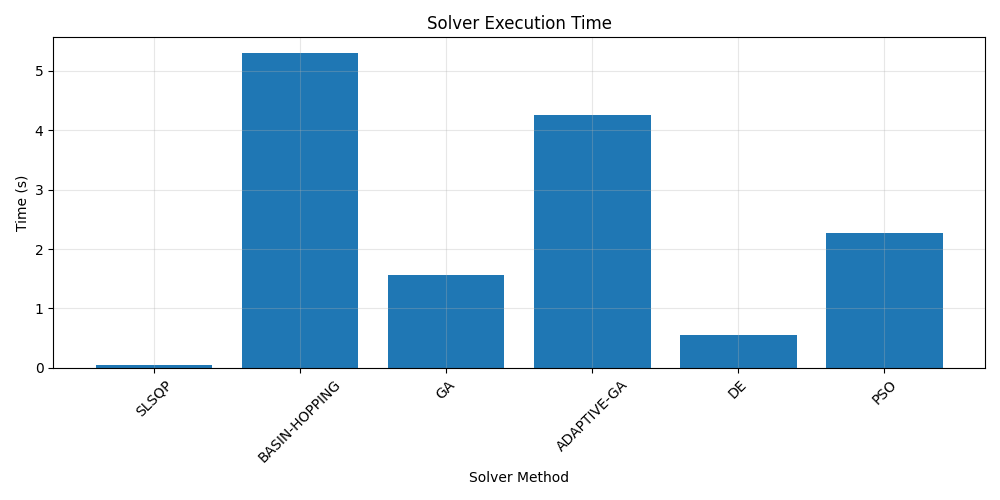 Solver Execution Time
Time (s)
5
4
3
2
1
0
SLSQP
BASIN-HOPPING
GA
ADAPTIVE-GA
DE
PSO
Solver Method